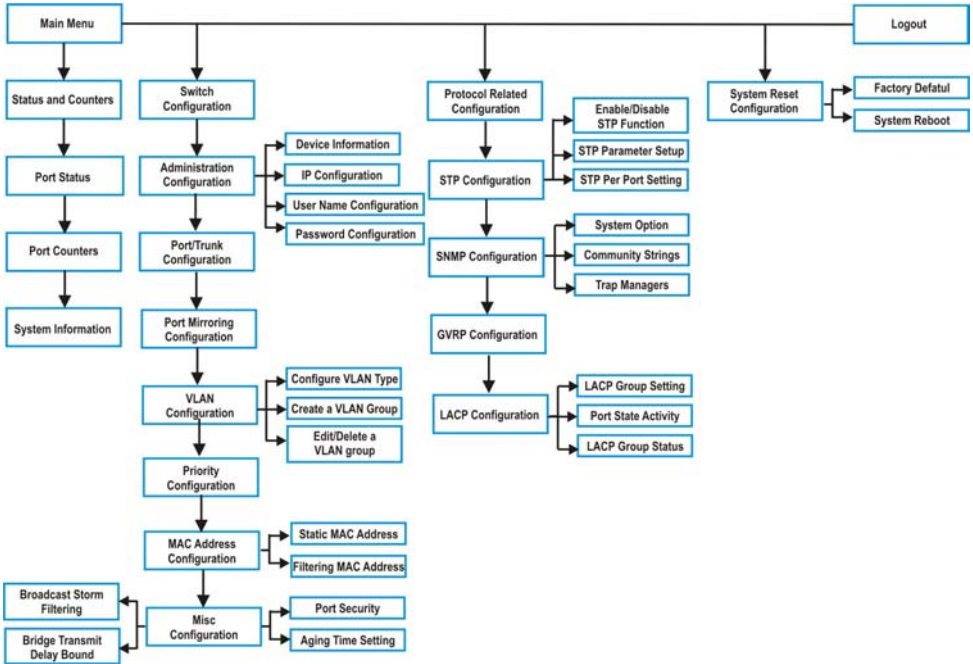 Main Menu
Logout
Status and Counters
Port Status
Port Counters
System Information
Switch
Configuration
Administration
Configuration
Device Information
IP Configuration
User Name Configuration
Password Configuration
Port/Trunk
Configuration
Port Mirroring
Configuration
VLAN
Configuration
Configure VLAN Type
Create a VLAN Group
Edit/Delete a
VLAN group
Priority
Configuration
MAC Address
Configuration
Static MAC Address
Filtering MAC Address
Misc
Configuration
Broadcast Storm
Filtering
Bridge Transmit
Delay Bound
Port Security
Aging Time Setting
Protocol Related
Configuration
STP Configuration
Enable/Disable
STP Function
STP Parameter Setup
STP Per Port Setting
SNMP Configuration
System Option
Community Strings
Trap Managers
GVRP Configuration
LACP Configuration
LACP Group Setting
Port State Activity
LACP Group Status
System Reset
Configuration
Factory Defatul
System Reboot